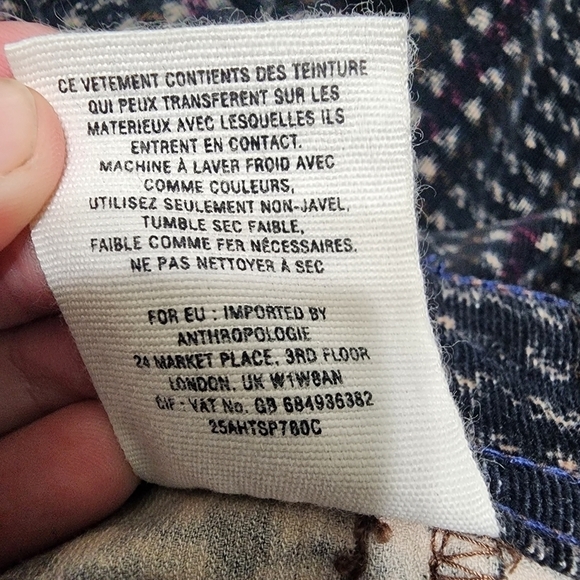 CE VETEMENT CONTIENTS DES TEINTURE
QUI PEUX TRANSFERENT SUR LES
MATERIEUX AVEC LESQUELLES ILS
ENTRENT EN CONTACT.
MACHINE À LAVER FROID AVEC
COMME COULEURS,
UTILISEZ SEULEMENT NON-JAVEL,
TUMBLE SEC FAIBLE,
FAIBLE COMME FER NÉCESSAIRES.
NE PAS NETTOYER À SEC
FOR EU : IMPORTED BY
ANTHROPOLOGIE
24 MARKET PLACE, 3RD FLOOR
LONDON, UK W1W8AN
CIF - VAT No. GB 684936382
25AHTSP760C